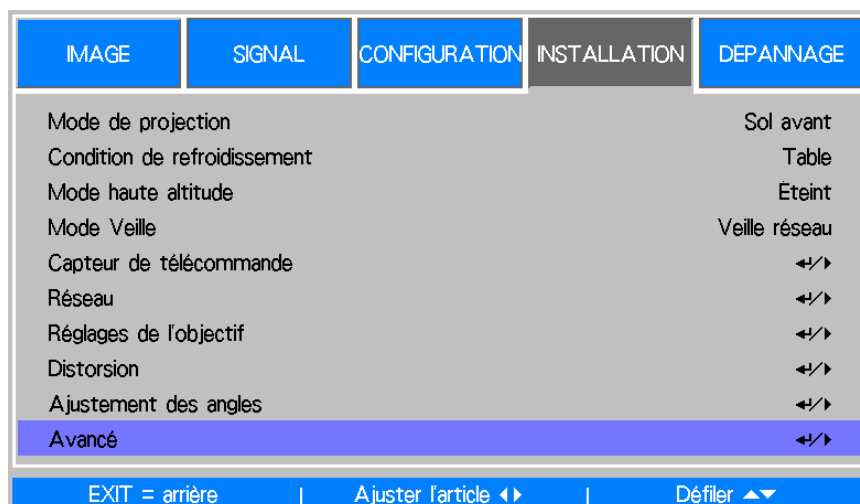 IMAGE SIGNAL CONFIGURATION INSTALLATION DÉPANNAGE
Mode de projection Sol avant
Condition de refroidissement Table
Mode haute altitude Éteint
Mode Veille Veille réseau
Capteur de télécommande ↵/▶
Réseau ↵/▶
Réglages de l'objectif ↵/▶
Distorsion ↵/▶
Ajustement des angles ↵/▶
Avancé ↵/▶
EXIT = arrière | Ajuster l'article ◀▶ | Défiler ▲▼